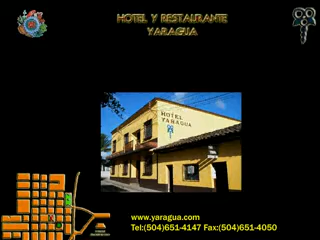 HOTEL Y RESTAURANTE
YARAGUA
HOTEL
YARAGUA
www.yaragua.com
Tel:(504)651-4147 Fax:(504)651-4050